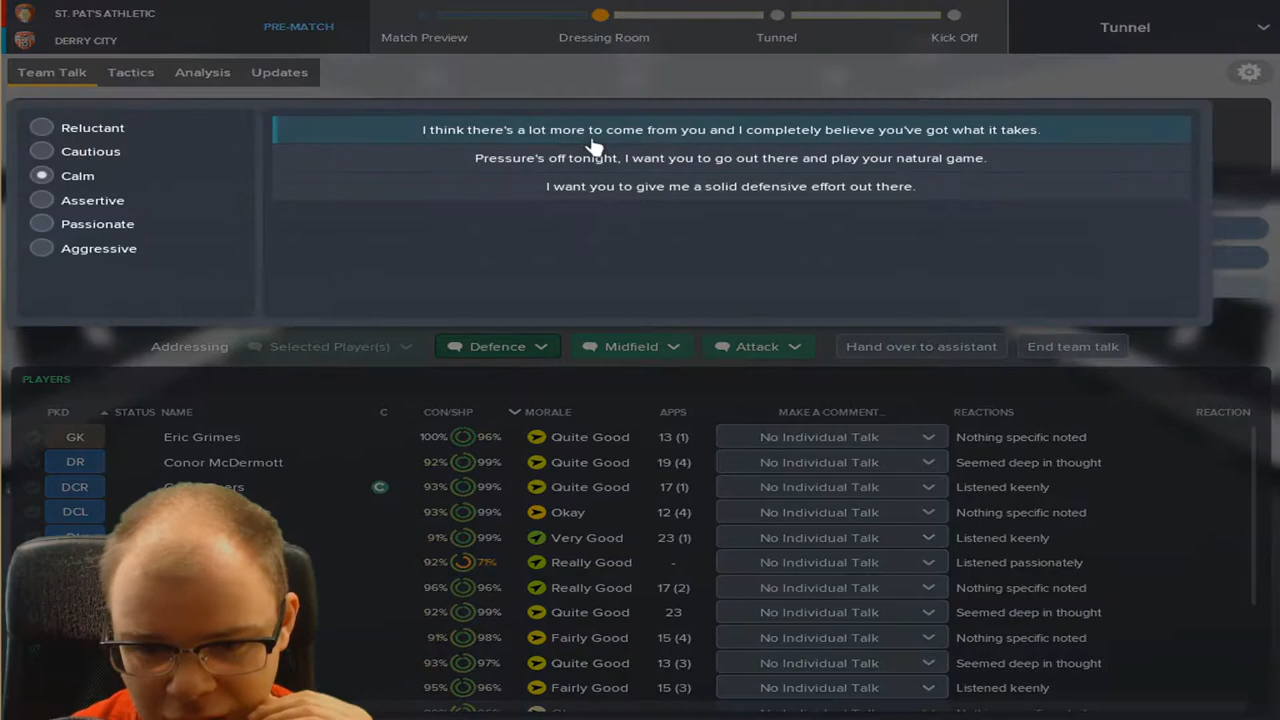 ST. PAT'S ATHLETIC
DERRY CITY
PRE-MATCH
Match Preview Dressing Room Tunnel Kick Off
Tunnel
Team Talk Tactics Analysis Updates
Reluctant
Cautious
Calm
Assertive
Passionate
Aggressive
I think there's a lot more to come from you and I completely believe you've got what it takes.
Pressure's off tonight, I want you to go out there and play your natural game.
I want you to give me a solid defensive effort out there.
Addressing Selected Player(s) Defence Midfield Attack Hand over to assistant End team talk
PLAYERS
PKD STATUS NAME C CON/SHP MORALE APPS MAKE A COMMENT... REACTIONS REACTION
GK Eric Grimes 100% 96% Quite Good 13 (1) No Individual Talk Nothing specific noted
DR Conor McDermott 92% 99% Quite Good 19 (4) No Individual Talk Seemed deep in thought
DCR C 93% 99% Quite Good 17 (1) No Individual Talk Listened keenly
DCL 93% 99% Okay 12 (4) No Individual Talk Nothing specific noted
91% 99% Very Good 23 (1) No Individual Talk Listened keenly
92% 71% Really Good - No Individual Talk Listened passionately
96% 96% Really Good 17 (2) No Individual Talk Nothing specific noted
92% 99% Quite Good 23 No Individual Talk Seemed deep in thought
91% 98% Fairly Good 15 (4) No Individual Talk Nothing specific noted
93% 97% Quite Good 13 (3) No Individual Talk Seemed deep in thought
95% 96% Fairly Good 15 (3) No Individual Talk Listened keenly